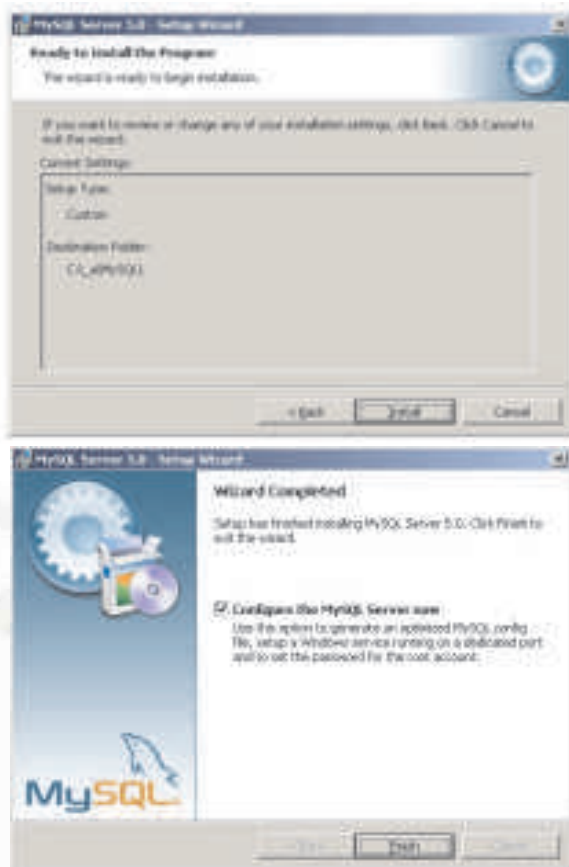 MySQL Server 5.0 - Setup Wizard
Ready to Install the Program
The wizard is ready to begin installation.
If you want to review or change any of your installation settings, click Back. Click Cancel to
exit the wizard.
Current Settings:
Setup Type:
Custom
Destination Folder:
< Back
Install
Cancel
MySQL Server 5.0 - Setup Wizard
Wizard Completed
Setup has finished installing MySQL Server 5.0. Click Finish to
exit the wizard.
Configure the MySQL Server now
Use this option to generate an optimized MySQL config
file, setup a Windows service running on a dedicated port
and to set the password for the root account.
MySQL
< Back
Finish
Cancel